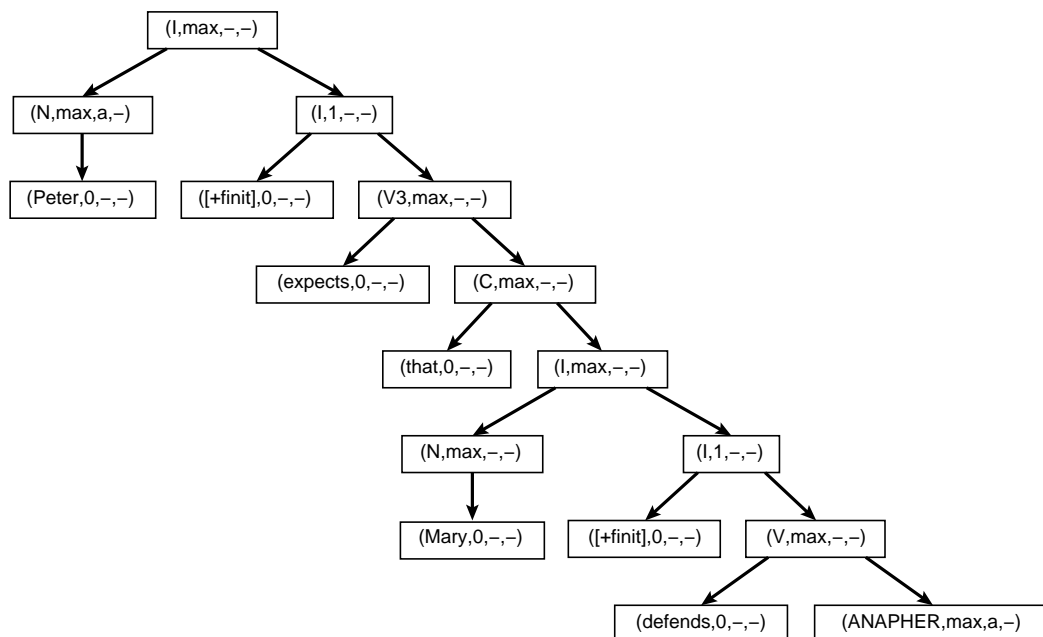 (I,max,–,–)
(N,max,a,–)
(I,1,–,–)
(Peter,0,–,–)
([+finit],0,–,–)
(V3,max,–,–)
(expects,0,–,–)
(C,max,–,–)
(that,0,–,–)
(I,max,–,–)
(N,max,–,–)
(I,1,–,–)
(Mary,0,–,–)
([+finit],0,–,–)
(V,max,–,–)
(defends,0,–,–)
(ANAPHER,max,a,–)